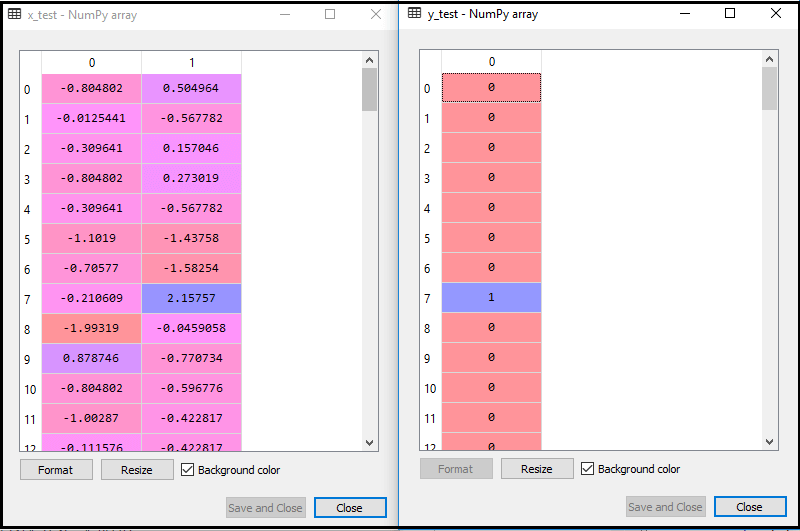 x_test - NumPy array
0 1
0 -0.804802 0.504964
1 -0.0125441 -0.567782
2 -0.309641 0.157046
3 -0.804802 0.273019
4 -0.309641 -0.567782
5 -1.1019 -1.43758
6 -0.70577 -1.58254
7 -0.210609 2.15757
8 -1.99319 -0.0459058
9 0.878746 -0.770734
10 -0.804802 -0.596776
11 -1.00287 -0.422817
12 -0.111576 -0.422817
Format Resize Background color
Save and Close Close
y_test - NumPy array
0
0 0
1 0
2 0
3 0
4 0
5 0
6 0
7 1
8 0
9 0
10 0
11 0
12 0
Format Resize Background color
Save and Close Close